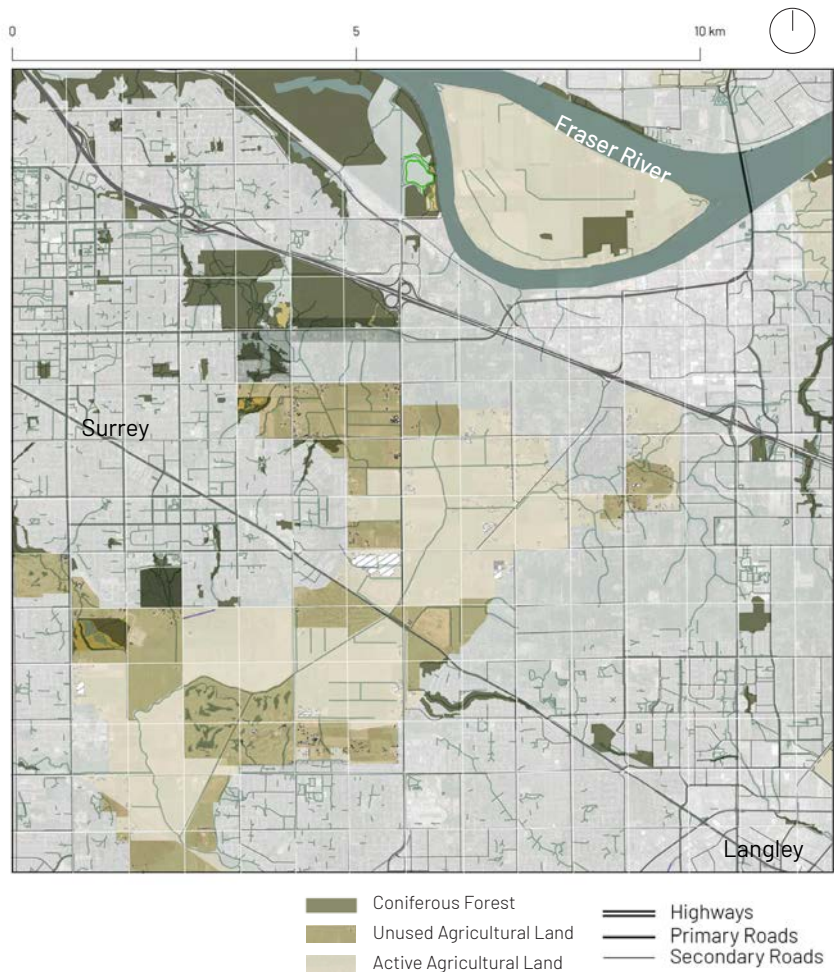 0
5
10 km
Fraser River
Surrey
Langley
Coniferous Forest
Unused Agricultural Land
Active Agricultural Land
Highways
Primary Roads
Secondary Roads